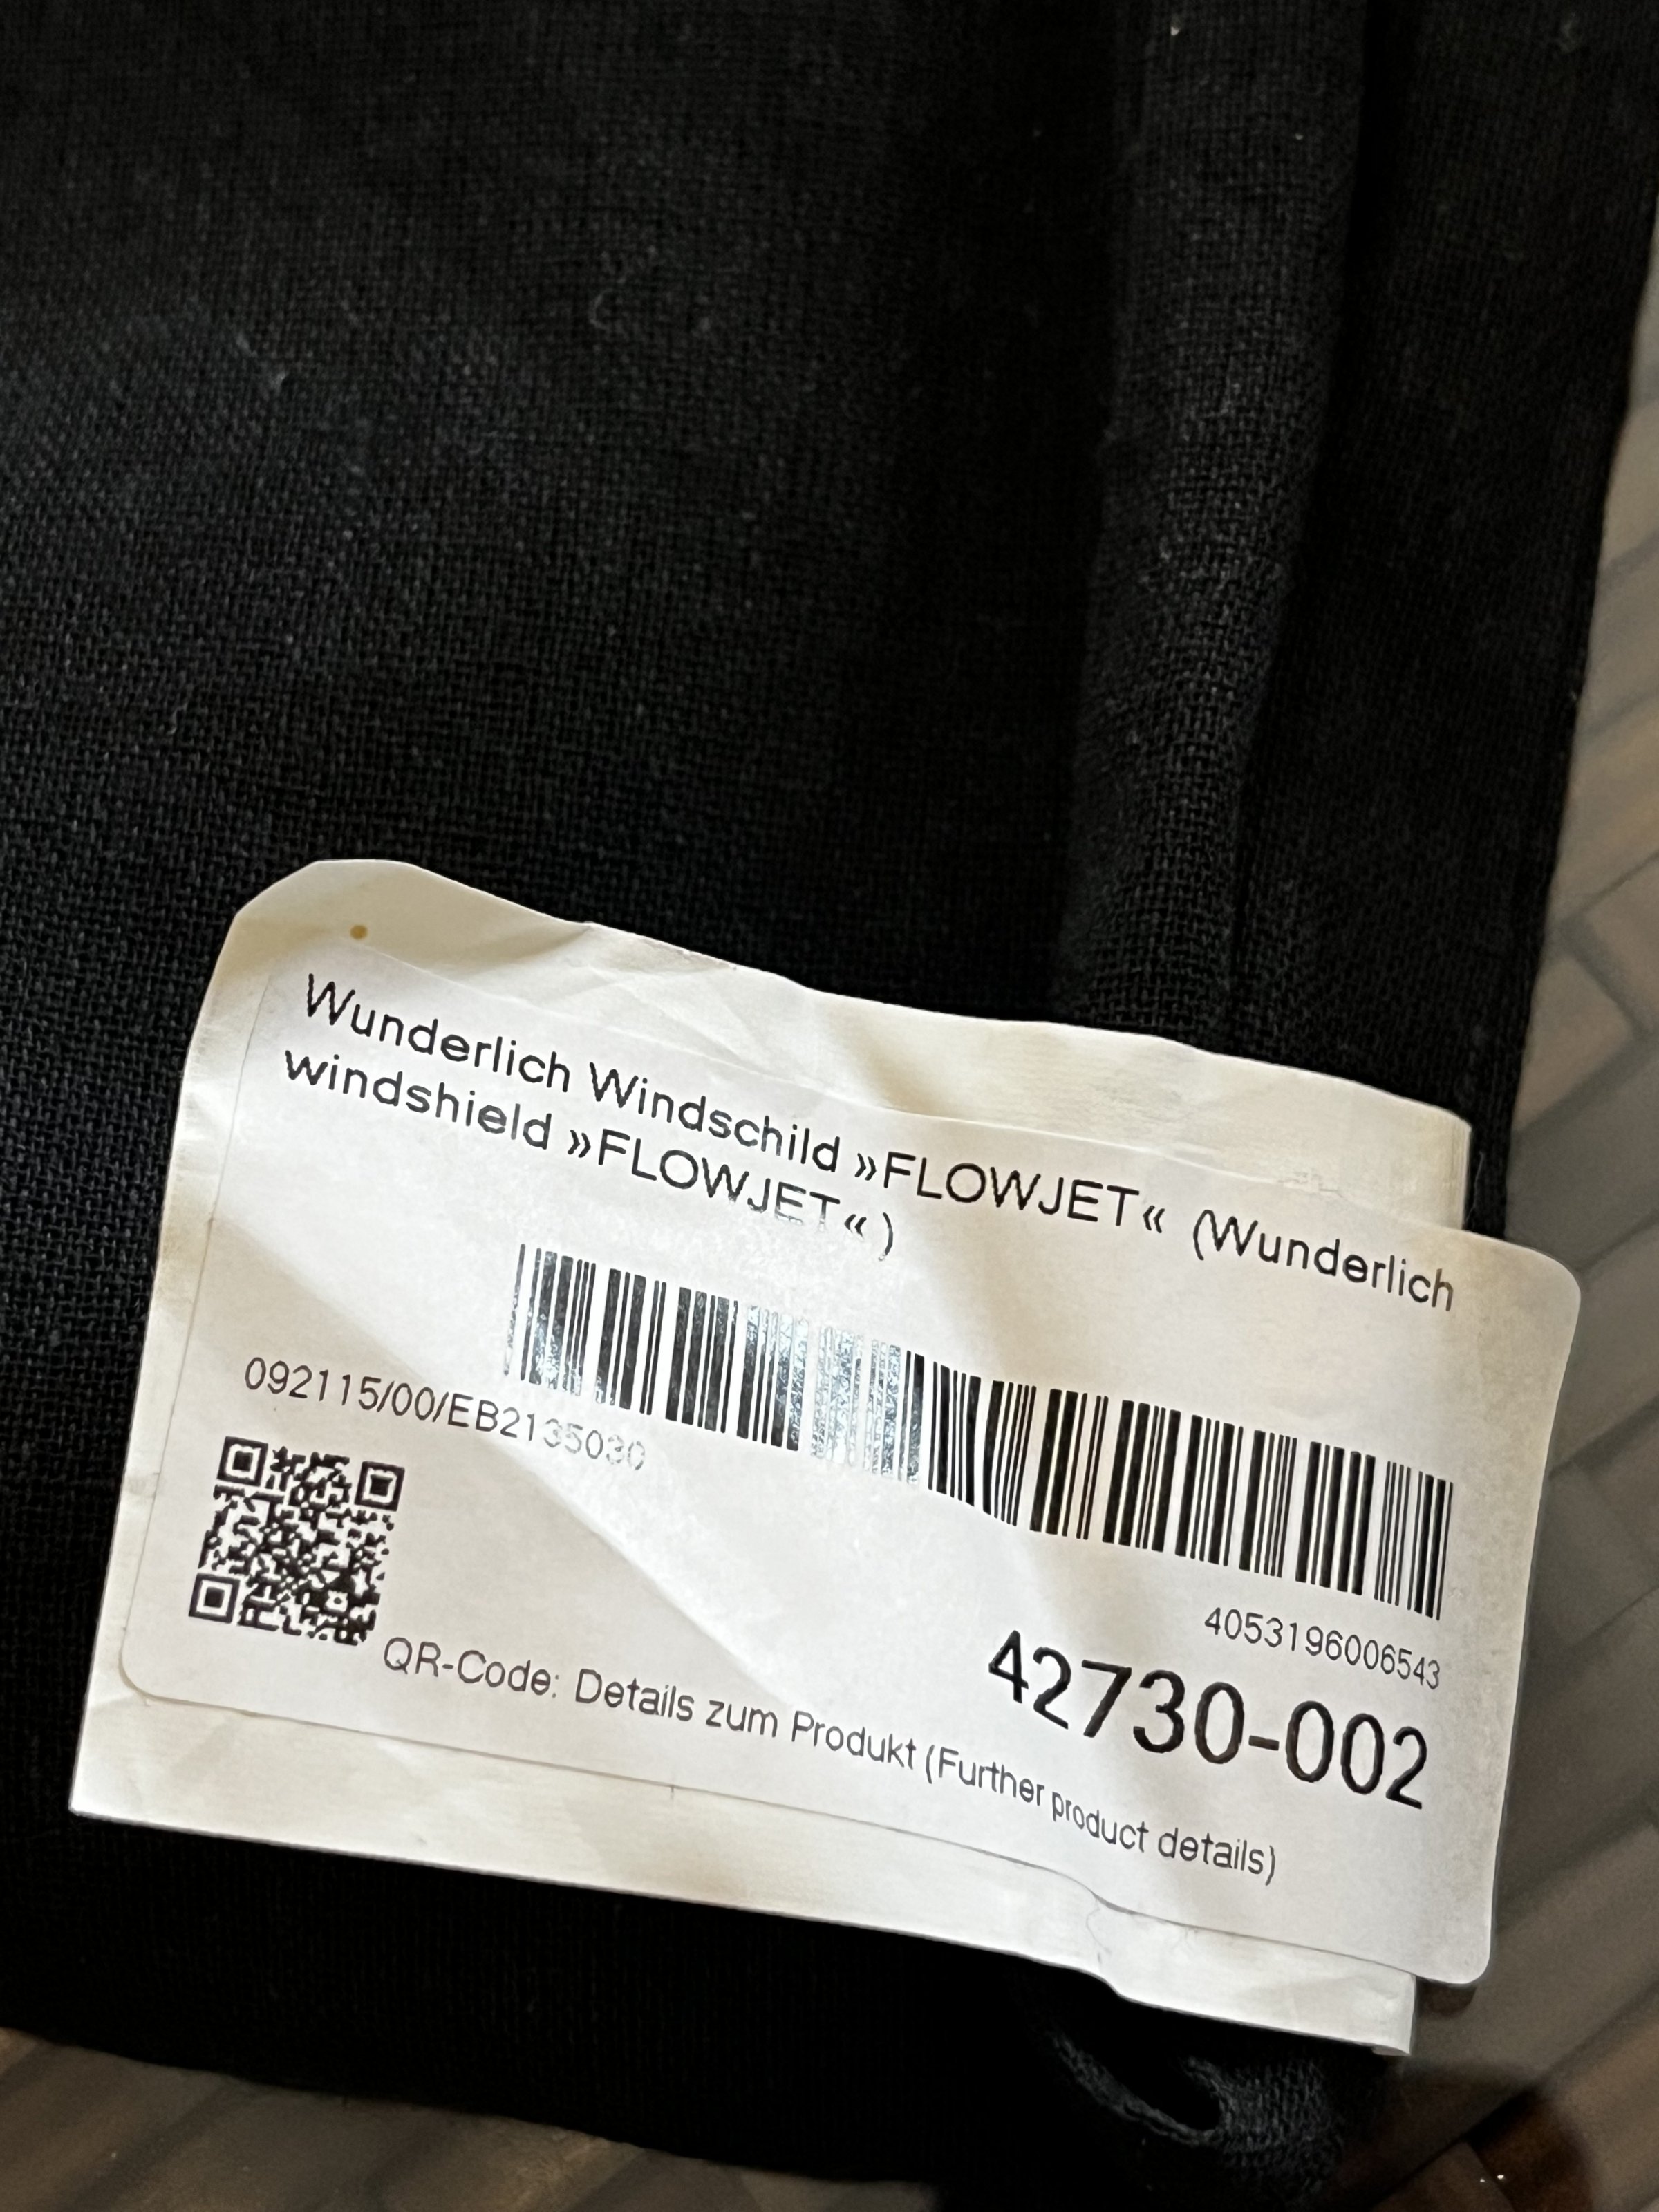 Wunderlich Windschild »FLOWJET« (Wunderlich
windshield »FLOWJET« )
092115/00/EB2135030
4053196006543
42730-002
QR-Code: Details zum Produkt (Further product details)